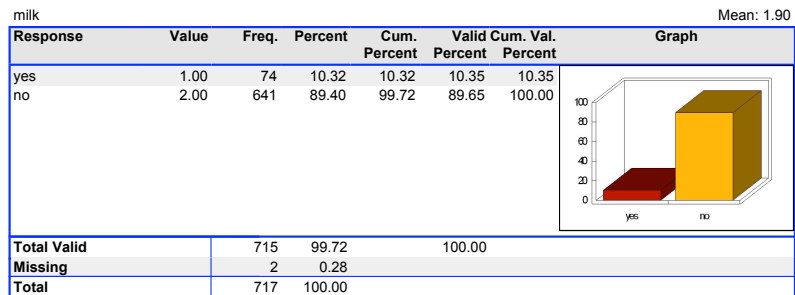 milk Mean: 1.90
Response Value Freq. Percent Cum. Percent Valid Percent Cum. Val. Percent Graph
yes 1.00 74 10.32 10.32 10.35 10.35
no 2.00 641 89.40 99.72 89.65 100.00
100
80
60
40
20
0
yes no
Total Valid 715 99.72 100.00
Missing 2 0.28
Total 717 100.00